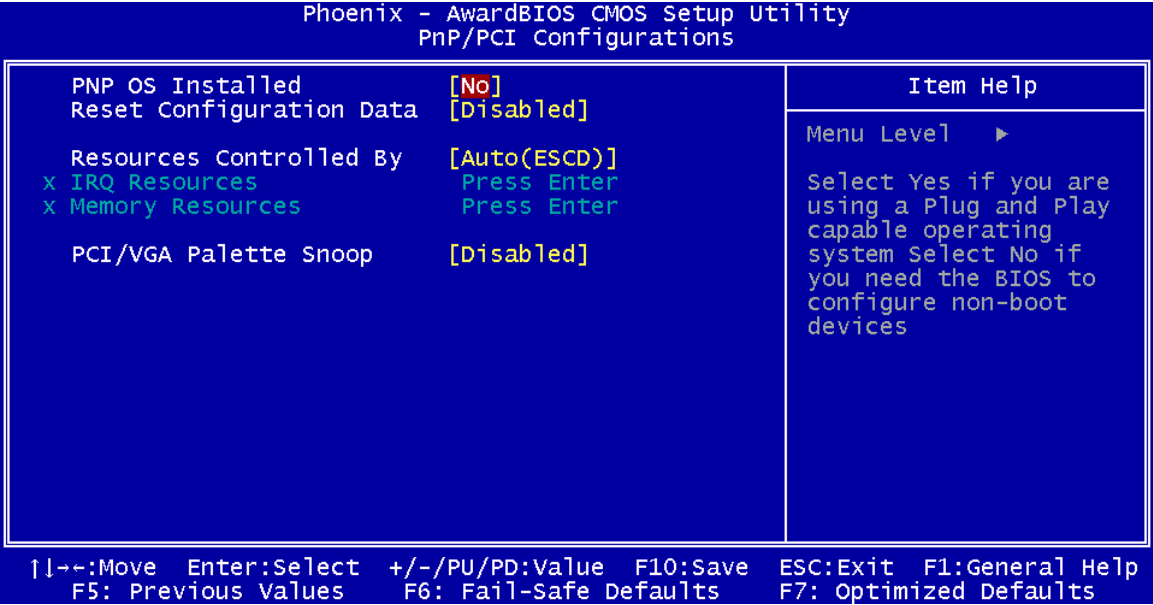 Phoenix - AwardBIOS CMOS Setup Utility
PnP/PCI Configurations
PNP OS Installed [No]
Reset Configuration Data [Disabled]
Resources Controlled By [Auto(ESCD)]
x IRQ Resources Press Enter
x Memory Resources Press Enter
PCI/VGA Palette Snoop [Disabled]
Item Help
Menu Level ▶
Select Yes if you are
using a Plug and Play
capable operating
system Select No if
you need the BIOS to
configure non-boot
devices
↑↓→←:Move Enter:Select +/-/PU/PD:Value F10:Save ESC:Exit F1:General Help
F5: Previous Values F6: Fail-Safe Defaults F7: Optimized Defaults